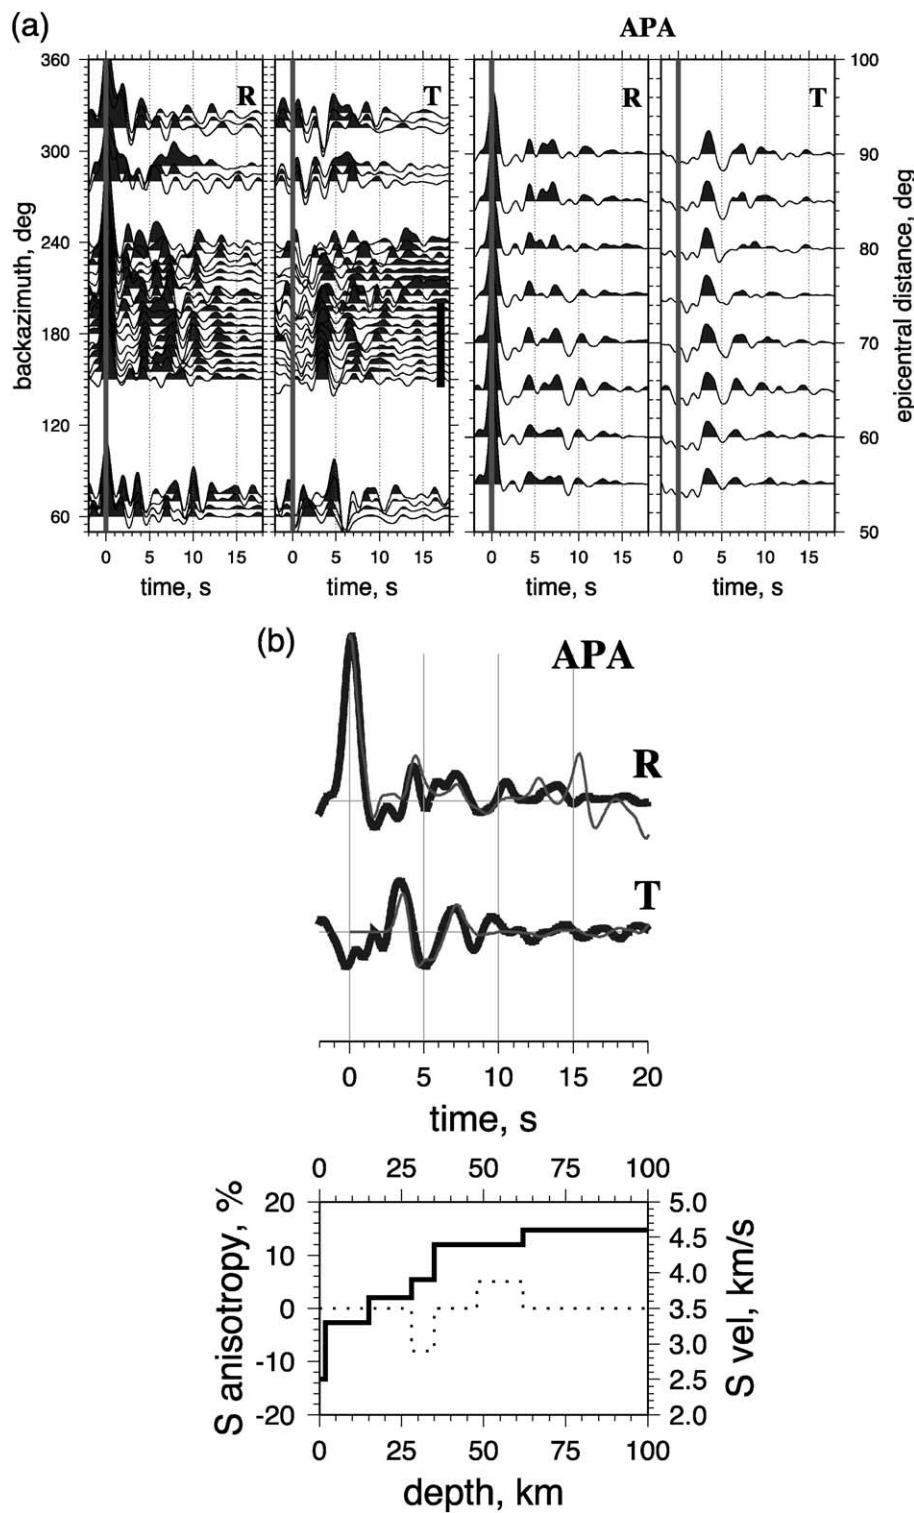 (a)
APA
360
300
240
180
120
60
backazimuth, deg
R
T
R
T
100
90
80
70
60
50
epicentral distance, deg
0 5 10 15
0 5 10 15
0 5 10 15
0 5 10 15
time, s
time, s
time, s
time, s
(b)
APA
R
T
0 5 10 15 20
time, s
0 25 50 75 100
20
10
0
-10
-20
S anisotropy, %
5.0
4.5
4.0
3.5
3.0
2.5
2.0
S vel, km/s
0 25 50 75 100
depth, km